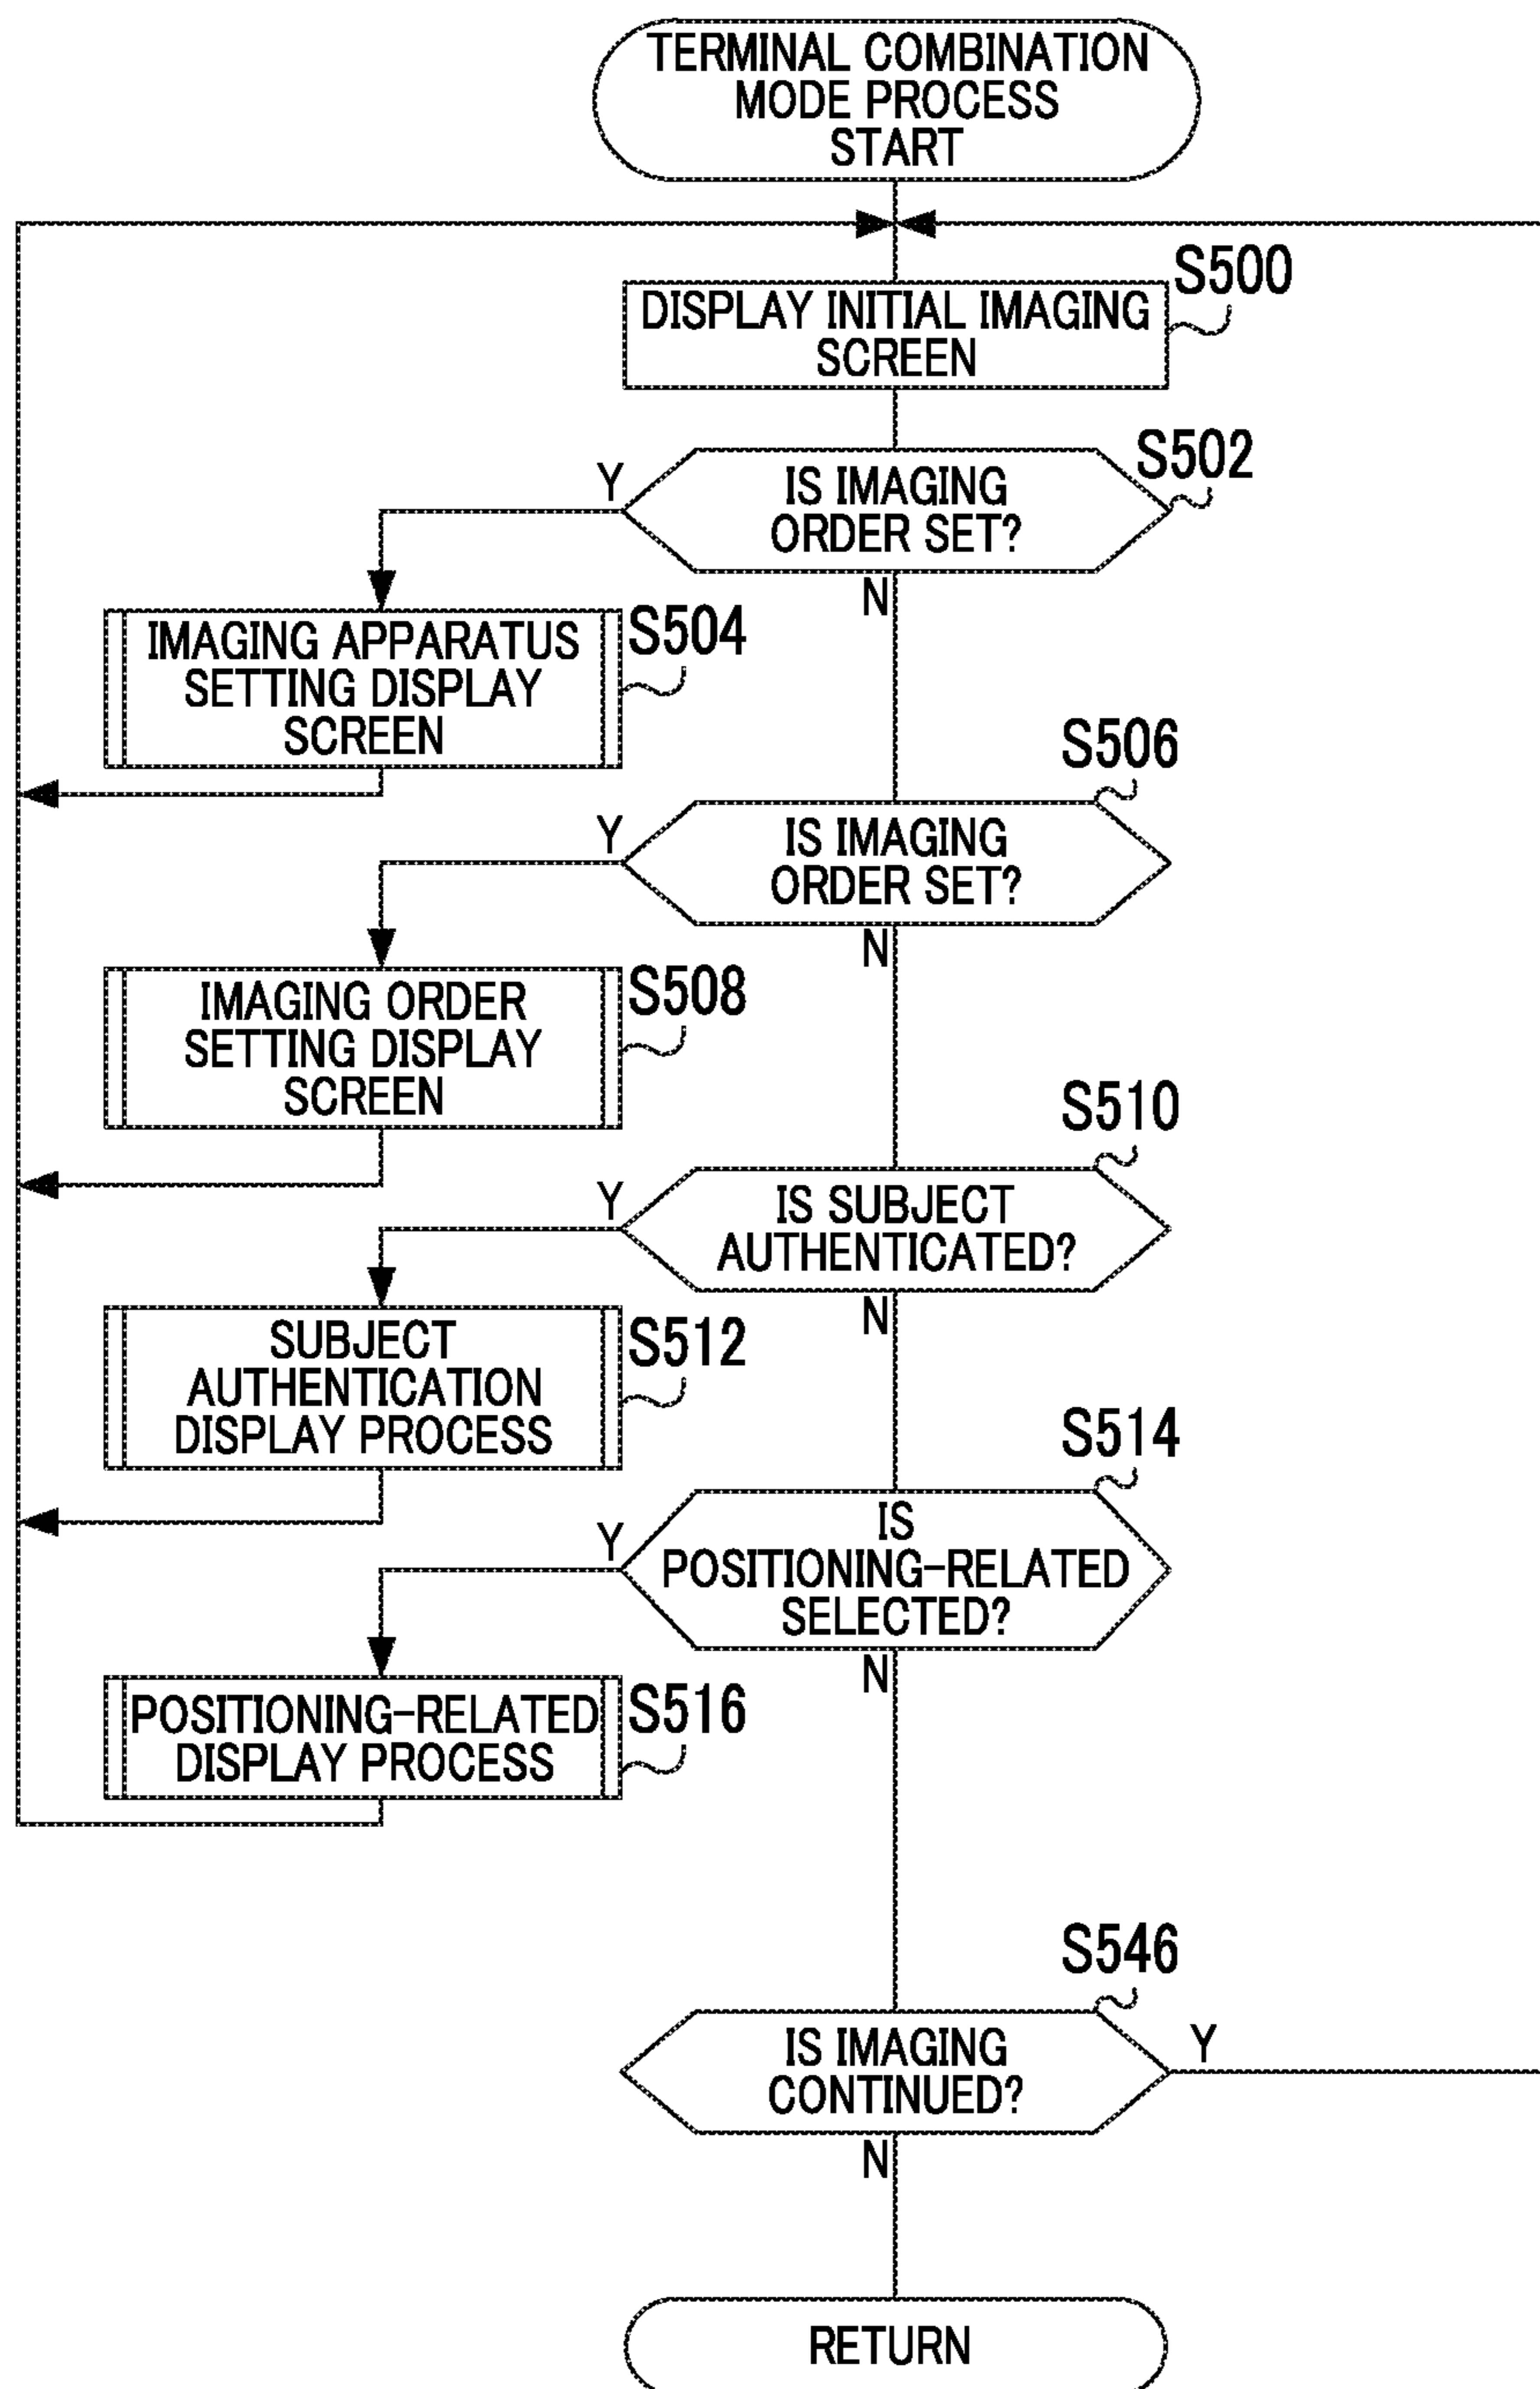 TERMINAL COMBINATION
MODE PROCESS
START
S500
DISPLAY INITIAL IMAGING
SCREEN
S502
Y
IS IMAGING
ORDER SET?
N
S504
IMAGING APPARATUS
SETTING DISPLAY
SCREEN
S506
Y
IS IMAGING
ORDER SET?
N
S508
IMAGING ORDER
SETTING DISPLAY
SCREEN
S510
Y
IS SUBJECT
AUTHENTICATED?
N
S512
SUBJECT
AUTHENTICATION
DISPLAY PROCESS
S514
Y
IS
POSITIONING-RELATED
SELECTED?
N
S516
POSITIONING-RELATED
DISPLAY PROCESS
S546
Y
IS IMAGING
CONTINUED?
N
RETURN